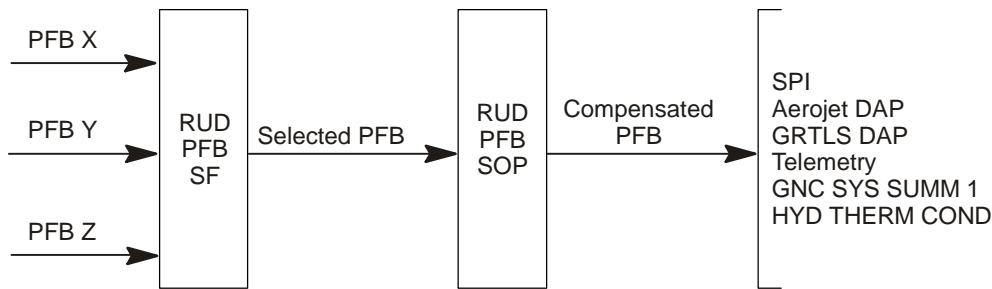 PFB X
PFB Y
PFB Z
RUD
PFB
SF
Selected PFB
RUD
PFB
SOP
Compensated
PFB
SPI
Aerojet DAP
GRTLS DAP
Telemetry
GNC SYS SUMM 1
HYD THERM COND